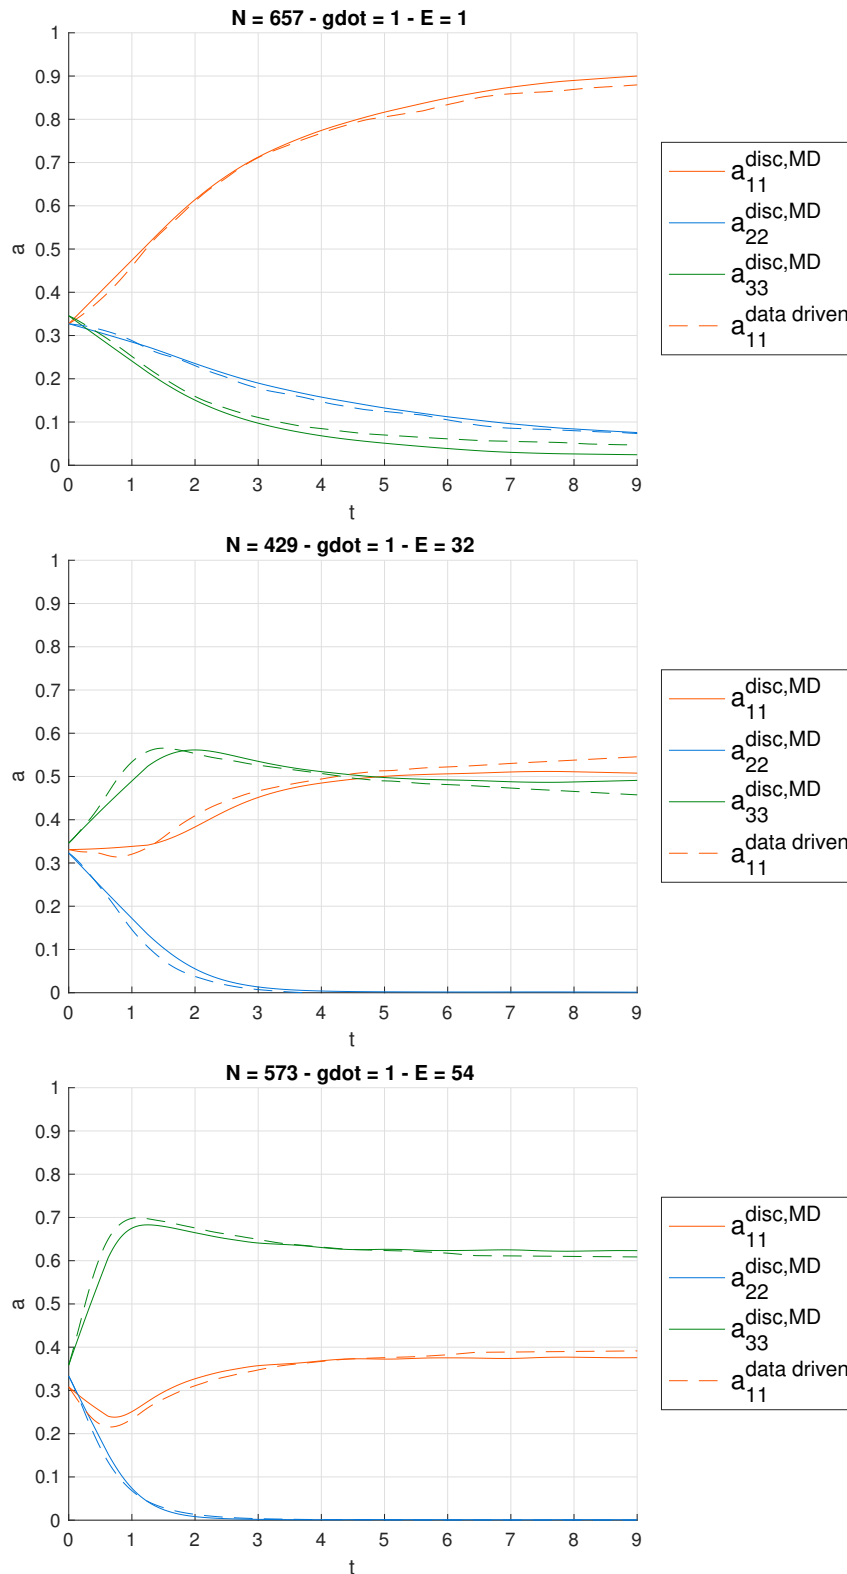 N = 657 - gdot = 1 - E = 1
1
0.9
0.8
0.7
0.6
0.5
0.4
0.3
0.2
0.1
0
a
0 1 2 3 4 5 6 7 8 9
t
a11disc,MD
a22disc,MD
a33disc,MD
a11data driven
N = 429 - gdot = 1 - E = 32
1
0.9
0.8
0.7
0.6
0.5
0.4
0.3
0.2
0.1
0
a
0 1 2 3 4 5 6 7 8 9
t
a11disc,MD
a22disc,MD
a33disc,MD
a11data driven
N = 573 - gdot = 1 - E = 54
1
0.9
0.8
0.7
0.6
0.5
0.4
0.3
0.2
0.1
0
a
0 1 2 3 4 5 6 7 8 9
t
a11disc,MD
a22disc,MD
a33disc,MD
a11data driven